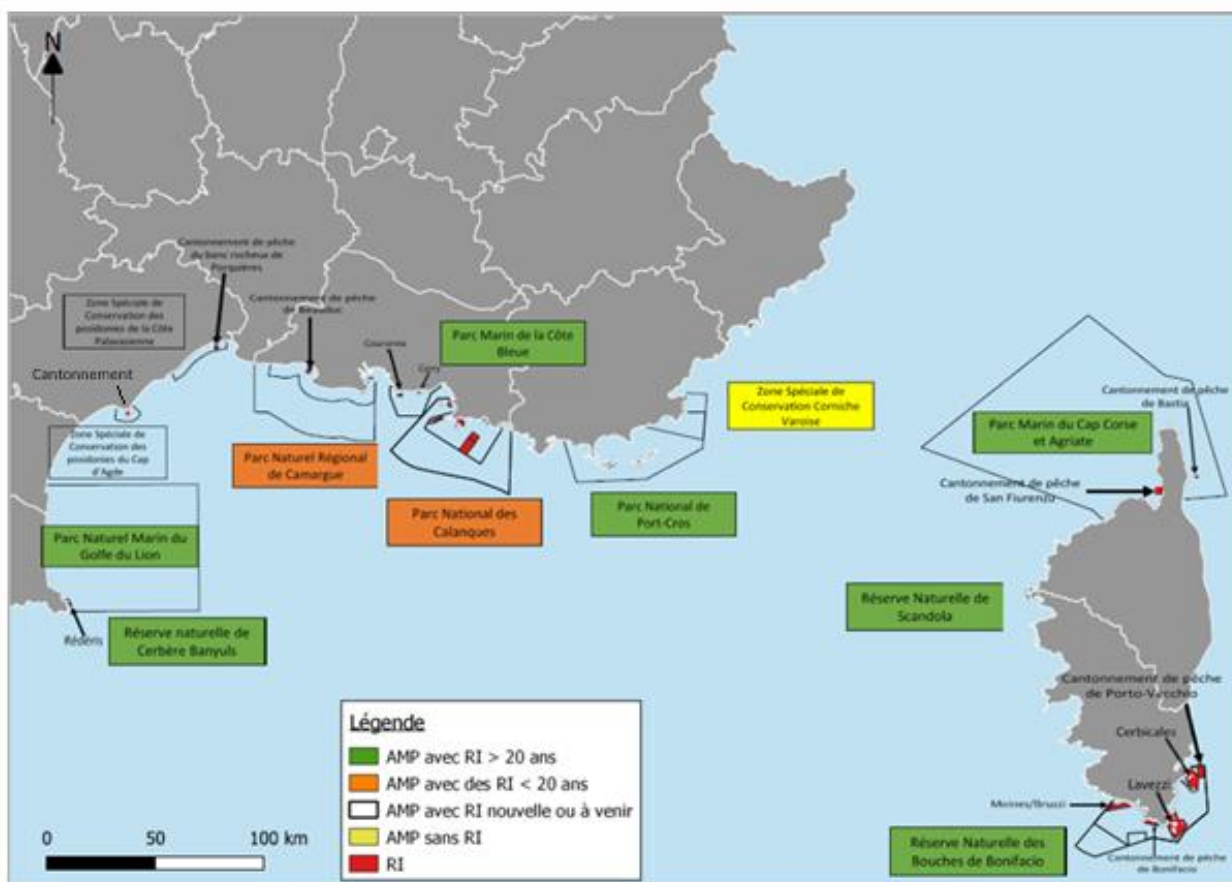 N
Cantonnement de pêche
du banc rocheux de
Porquières
Zone Spéciale de
Conservation des
posidonies de la Côte
Palavasienne
Cantonnement de pêche
de Beauduc
Couronne
Carry
Parc Marin de la Côte
Bleue
Cantonnement
Zone Spéciale de
Conservation des
posidonies du Cap
d'Agde
Parc Naturel Régional
de Camargue
Parc National des
Calanques
Zone Spéciale de
Conservation Corniche
Varoise
Parc National de
Port-Cros
Cantonnement de pêche
de Bastia
Parc Marin du Cap Corse
et Agriate
Cantonnement de pêche
de San Fiurenzu
Parc Naturel Marin du
Golfe du Lion
Rédéris
Réserve naturelle de
Cerbère Banyuls
Réserve Naturelle de
Scandola
Cantonnement de pêche
de Porto-Vecchio
Cerbicales
Lavezzi
Moines/Bruzzi
Réserve Naturelle des
Bouches de Bonifacio
Cantonnement de pêche
de Bonifacio
Légende
AMP avec RI > 20 ans
AMP avec des RI < 20 ans
AMP avec RI nouvelle ou à venir
AMP sans RI
RI
0 50 100 km